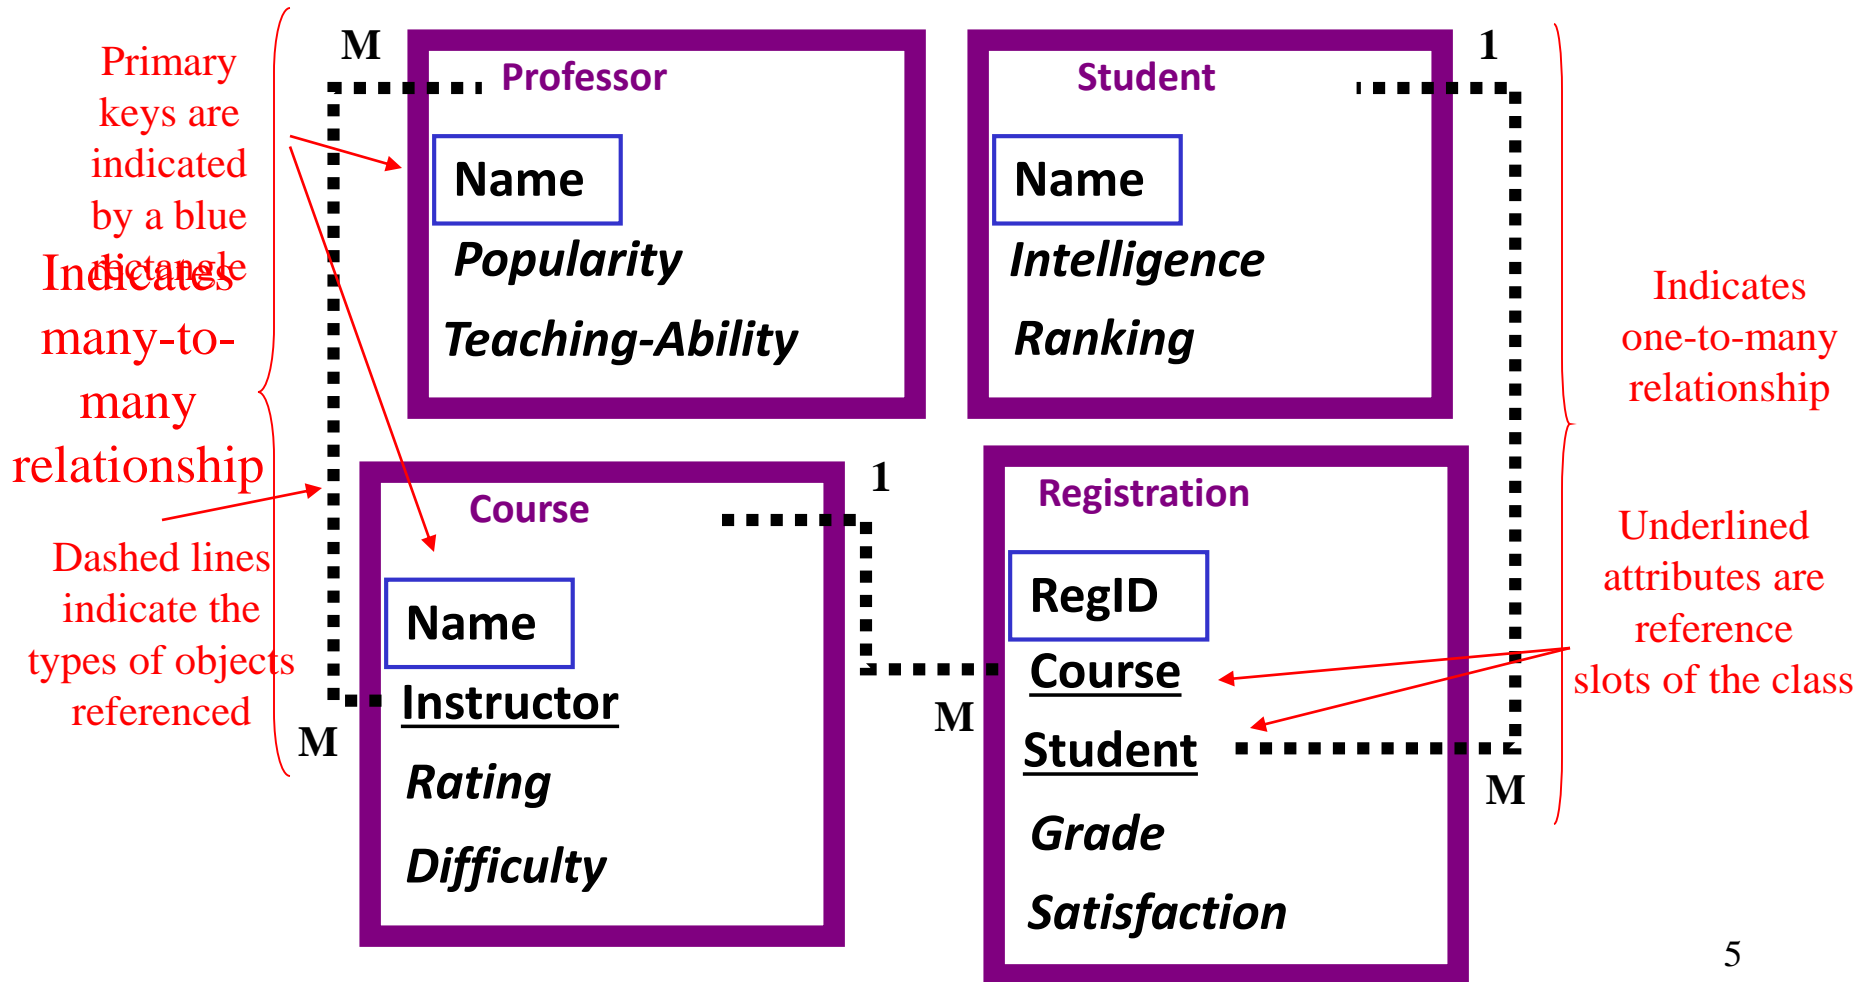 Primary
keys are
indicated
by a blue
rectangle
Indicates
many-to-
many
relationship
Dashed lines
indicate the
types of objects
referenced
M
Professor
Name
Popularity
Teaching-Ability
Student
1
Name
Intelligence
Ranking
Course
1
Name
Instructor
M
Rating
Difficulty
Registration
RegID
Course
M
Student
M
Grade
Satisfaction
Indicates
one-to-many
relationship
Underlined
attributes are
reference
slots of the class
5